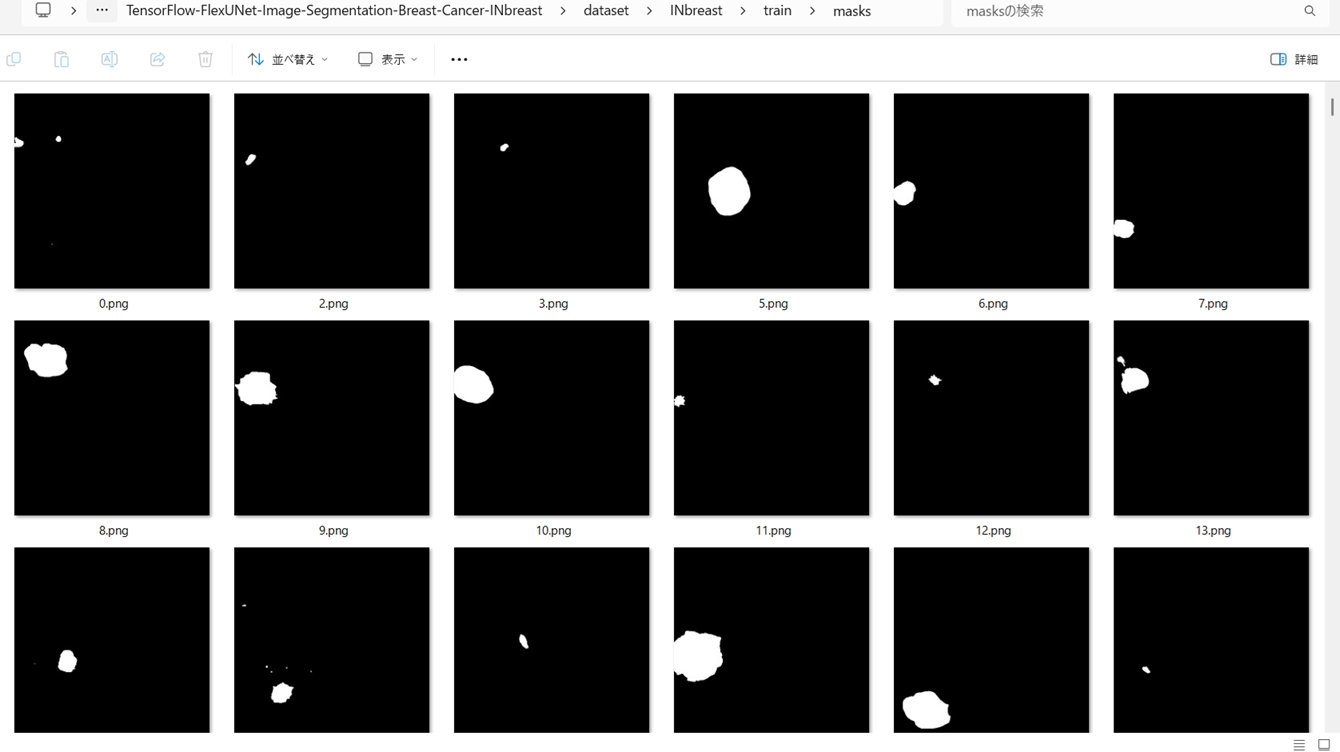 TensorFlow-FlexUNet-Image-Segmentation-Breast-Cancer-INbreast > dataset > INbreast > train > masks
masksの検索
並べ替え
表示
詳細
0.png
2.png
3.png
5.png
6.png
7.png
8.png
9.png
10.png
11.png
12.png
13.png